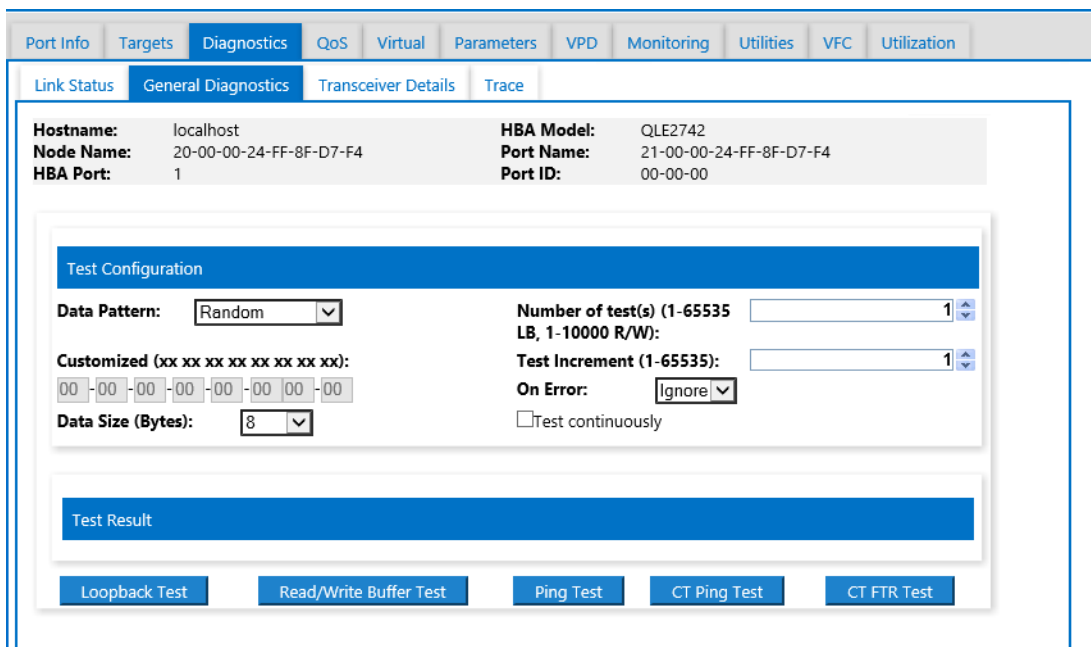 Port Info Targets Diagnostics QoS Virtual Parameters VPD Monitoring Utilities VFC Utilization
Link Status General Diagnostics Transceiver Details Trace
Hostname: localhost HBA Model: QLE2742
Node Name: 20-00-00-24-FF-8F-D7-F4 Port Name: 21-00-00-24-FF-8F-D7-F4
HBA Port: 1 Port ID: 00-00-00
Test Configuration
Data Pattern: Random Number of test(s) (1-65535 1
LB, 1-10000 R/W):
Customized (xx xx xx xx xx xx xx xx): Test Increment (1-65535): 1
00 -00 -00 -00 -00 -00 00 -00 On Error: Ignore
Data Size (Bytes): 8 Test continuously
Test Result
Loopback Test Read/Write Buffer Test Ping Test CT Ping Test CT FTR Test